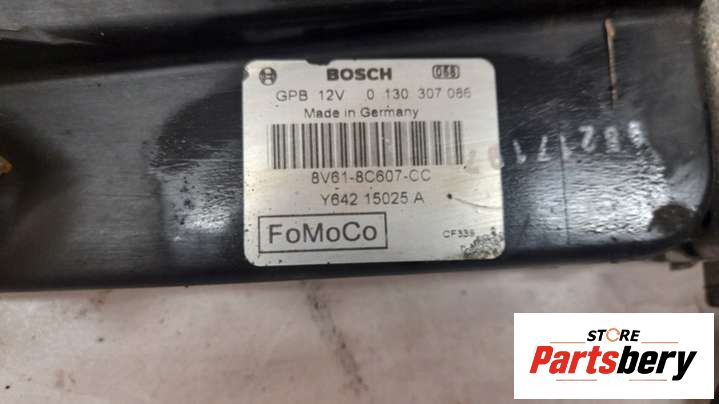 BOSCH 058
GPB 12V 0 130 307 086
Made in Germany
8V61-8C607-CC
Y642 15025 A
FoMoCo
CF339
STORE
Partsbery